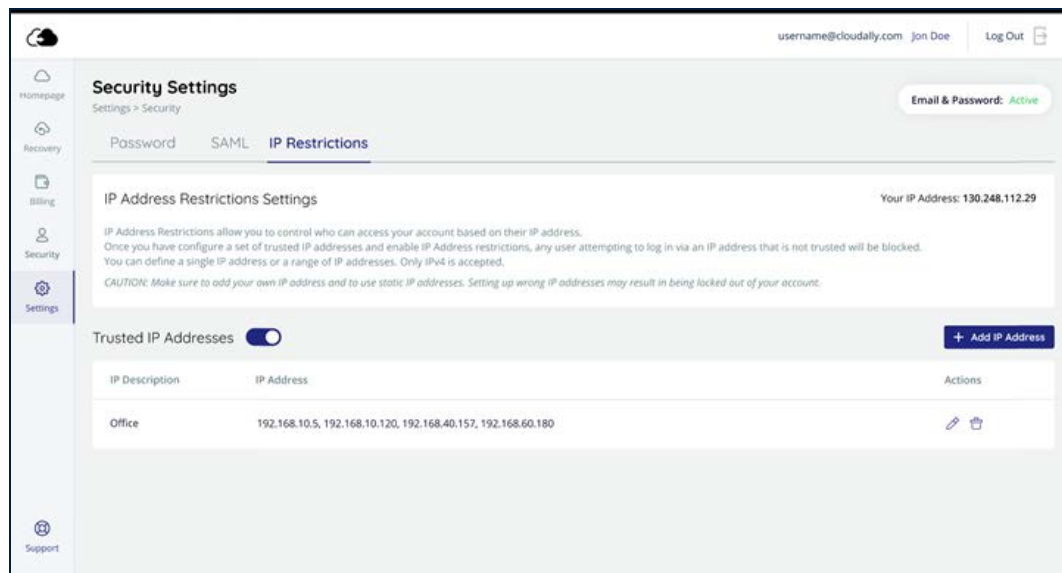 username@cloudally.com Jon Doe Log Out
Homepage
Recovery
Billing
Security
Settings
Support
Security Settings
Settings > Security
Email & Password: Active
Password SAML IP Restrictions
IP Address Restrictions Settings
Your IP Address: 130.248.112.29
IP Address Restrictions allow you to control who can access your account based on their IP address.
Once you have configure a set of trusted IP addresses and enable IP Address restrictions, any user attempting to log in via an IP address that is not trusted will be blocked.
You can define a single IP address or a range of IP addresses. Only IPv4 is accepted.
CAUTION: Make sure to add your own IP address and to use static IP addresses. Setting up wrong IP addresses may result in being locked out of your account.
Trusted IP Addresses
+ Add IP Address
IP Description IP Address Actions
Office 192.168.10.5, 192.168.10.120, 192.168.40.157, 192.168.60.180